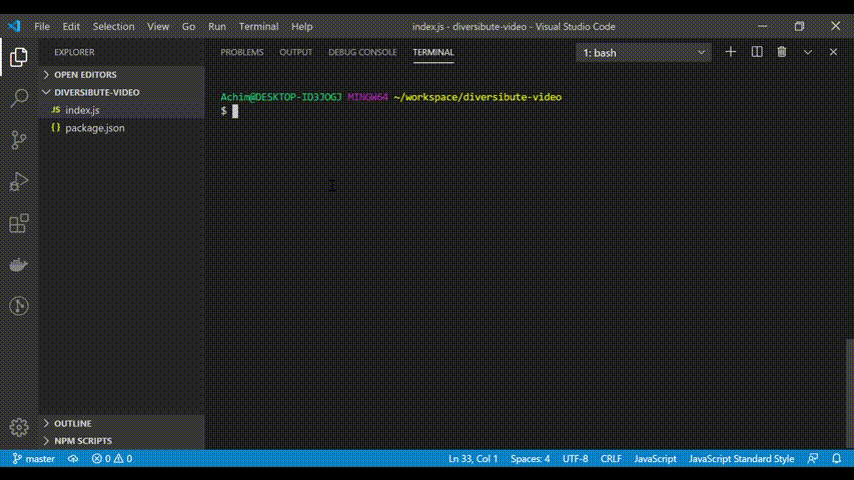 File Edit Selection View Go Run Terminal Help index.js - diversibute-video - Visual Studio Code
EXPLORER PROBLEMS OUTPUT DEBUG CONSOLE TERMINAL 1: bash
OPEN EDITORS
DIVERSIBUTE-VIDEO
JS index.js
{} package.json
Achim@DESKTOP-ID3JOGJ MINGW64 ~/workspace/diversibute-video
$
OUTLINE
NPM SCRIPTS
master 0 0 Ln 33, Col 1 Spaces: 4 UTF-8 CRLF JavaScript JavaScript Standard Style